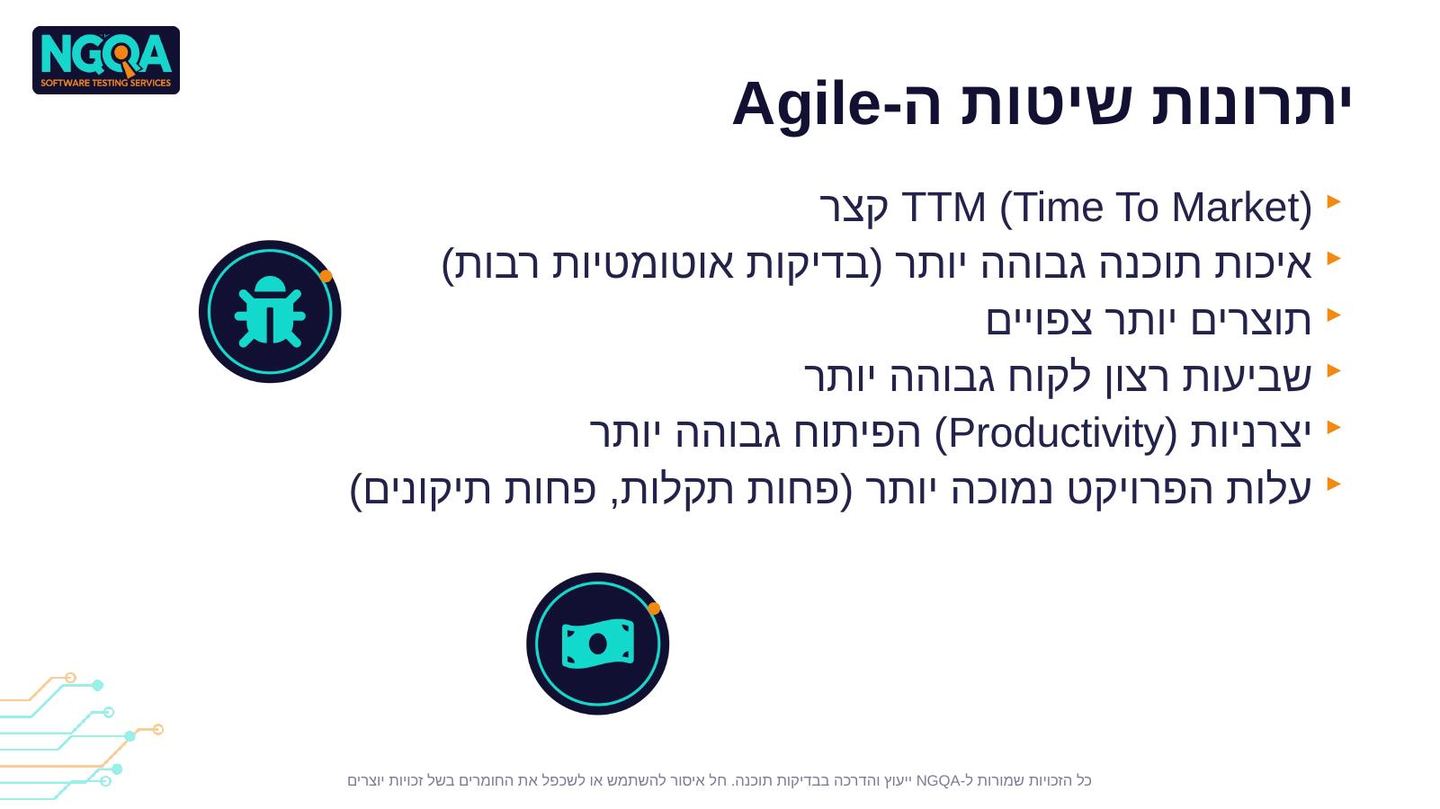 NGQA
SOFTWARE TESTING SERVICES
יתרונות שיטות ה-Agile
TTM (Time To Market) קצר
איכות תוכנה גבוהה יותר (בדיקות אוטומטיות רבות)
תוצרים יותר צפויים
שביעות רצון לקוח גבוהה יותר
יצרניות (Productivity) הפיתוח גבוהה יותר
עלות הפרויקט נמוכה יותר (פחות תקלות, פחות תיקונים)
כל הזכויות שמורות ל-NGQA ייעוץ והדרכה בבדיקות תוכנה. חל איסור להשתמש או לשכפל את החומרים בשל זכויות יוצרים